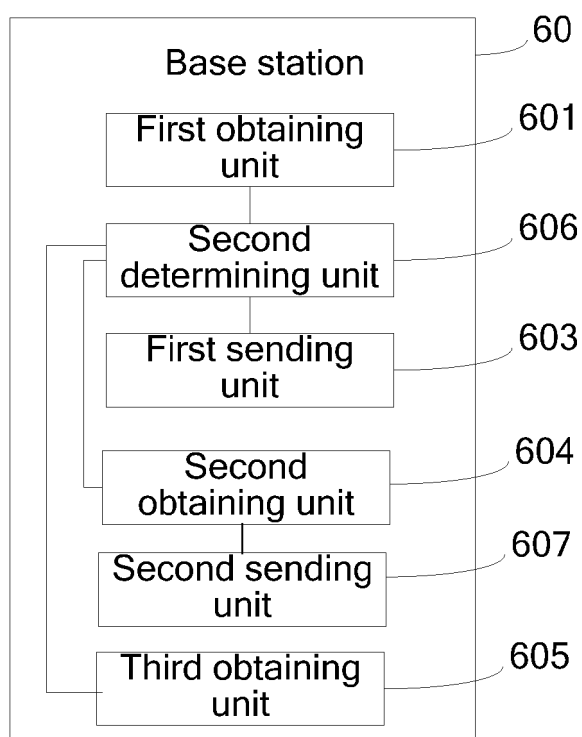 60
Base station
601
First obtaining
unit
606
Second
determining unit
603
First sending
unit
604
Second
obtaining unit
607
Second sending
unit
605
Third obtaining
unit